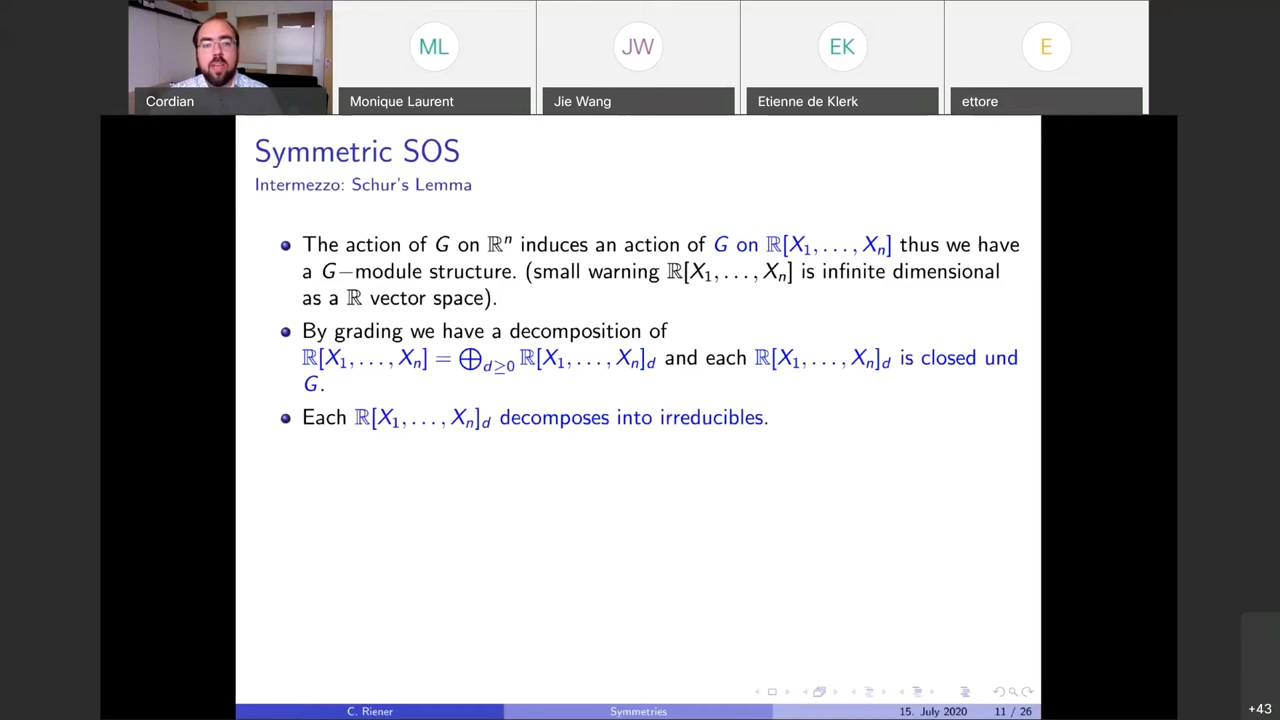 ML
JW
EK
E
Cordian
Monique Laurent
Jie Wang
Etienne de Klerk
ettore
Symmetric SOS
Intermezzo: Schur's Lemma
The action of G on ℝⁿ induces an action of G on ℝ[X₁, . . . , Xₙ] thus we have
a G−module structure. (small warning ℝ[X₁, . . . , Xₙ] is infinite dimensional
as a ℝ vector space).
By grading we have a decomposition of
ℝ[X₁, . . . , Xₙ] = ⨁_{d≥0} ℝ[X₁, . . . , Xₙ]_d and each ℝ[X₁, . . . , Xₙ]_d is closed und
G.
Each ℝ[X₁, . . . , Xₙ]_d decomposes into irreducibles.
C. Riener
Symmetries
15. July 2020
11 / 26
+43